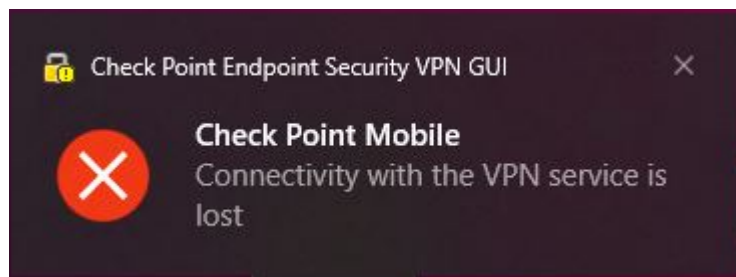 Check Point Endpoint Security VPN GUI
Check Point Mobile
Connectivity with the VPN service is
lost